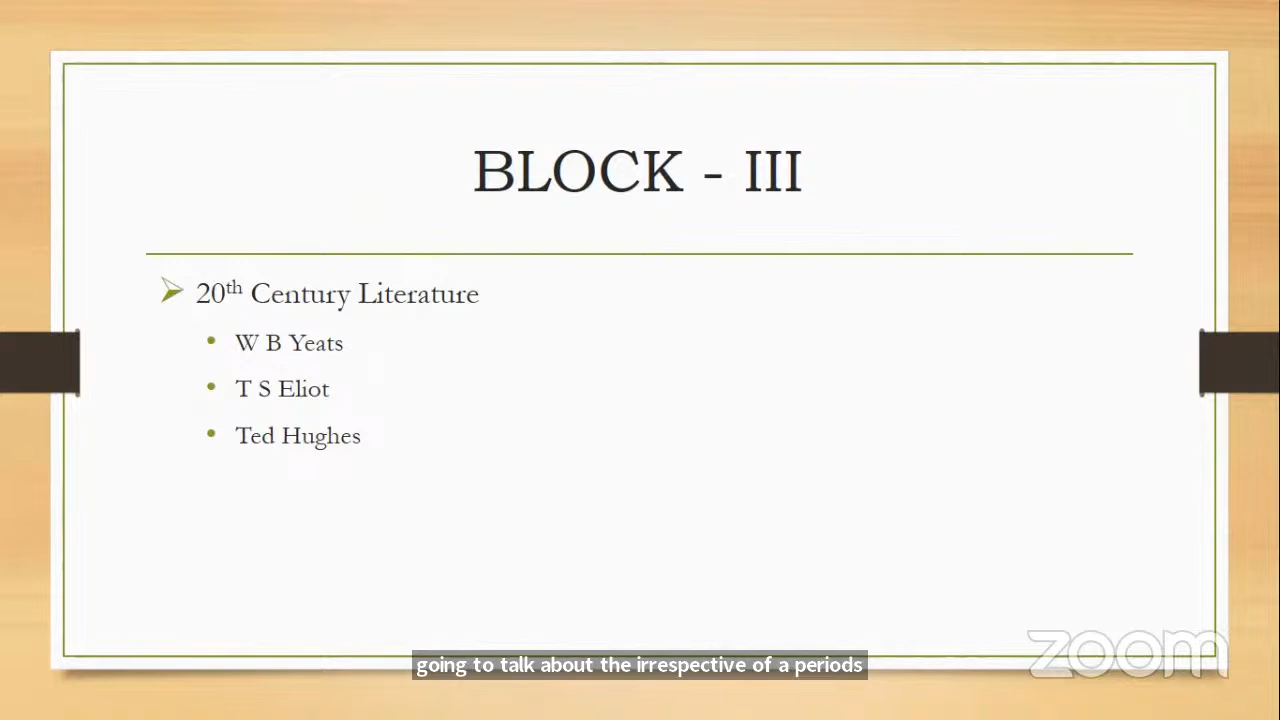 BLOCK - III
20th Century Literature
W B Yeats
T S Eliot
Ted Hughes
going to talk about the irrespective of a periods
zoom